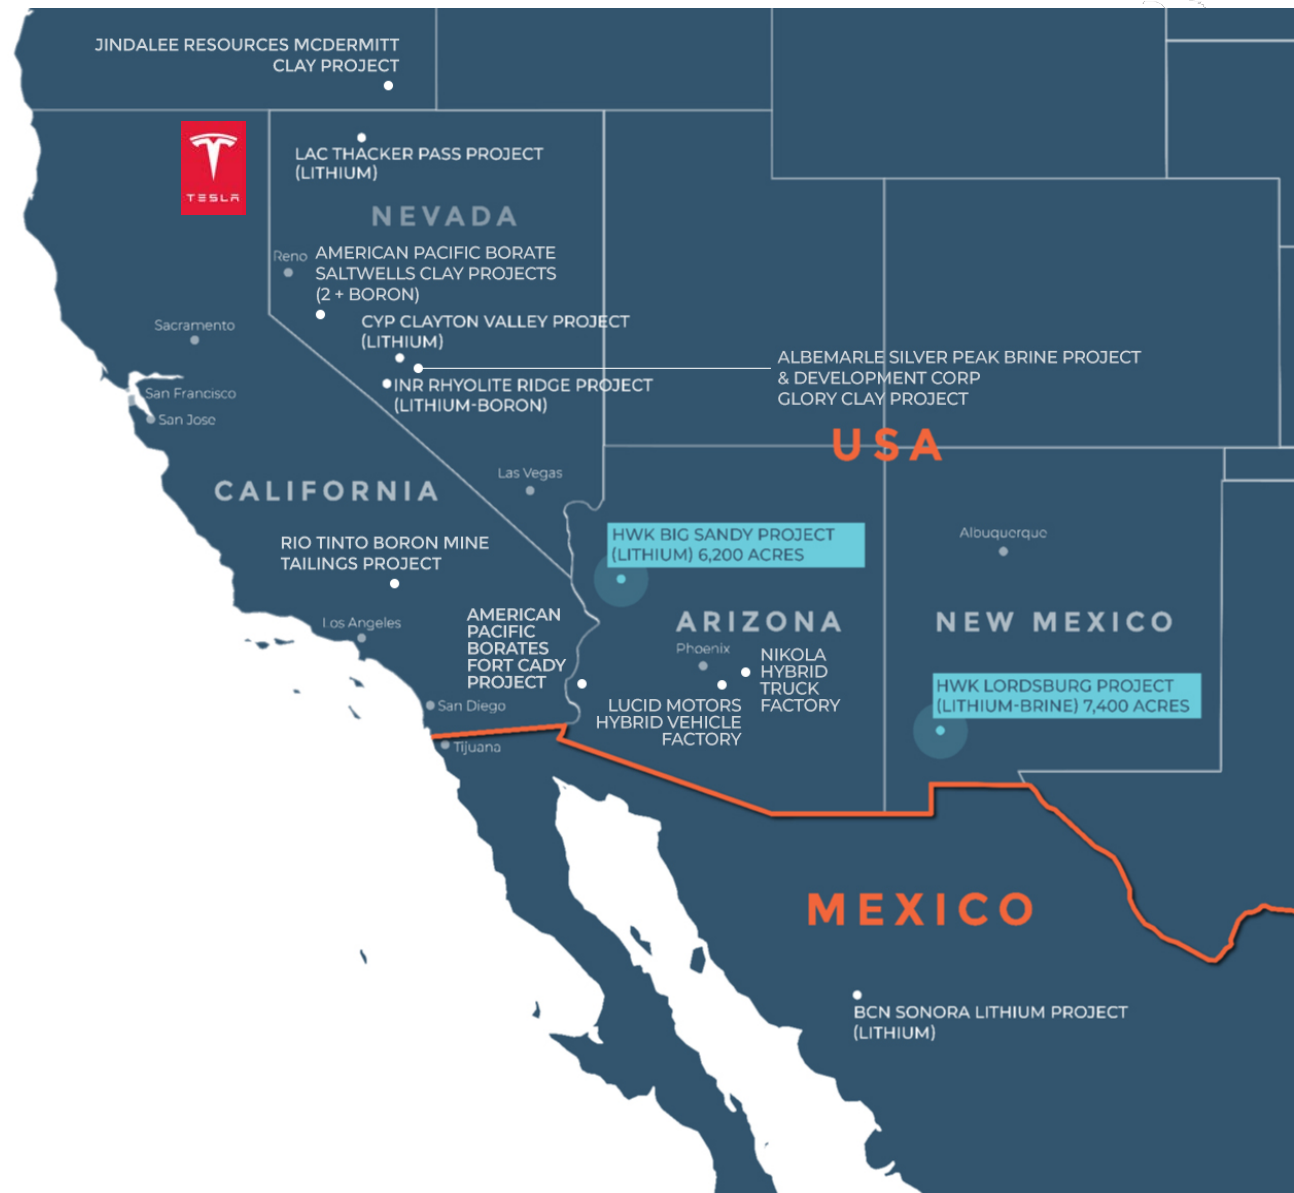 JINDALEE RESOURCES MCDERMITT
CLAY PROJECT
TESLA
LAC THACKER PASS PROJECT
(LITHIUM)
NEVADA
Reno
AMERICAN PACIFIC BORATE
SALTWELLS CLAY PROJECTS
(2 + BORON)
Sacramento
CYP CLAYTON VALLEY PROJECT
(LITHIUM)
ALBEMARLE SILVER PEAK BRINE PROJECT
& DEVELOPMENT CORP
GLORY CLAY PROJECT
INR RHYOLITE RIDGE PROJECT
(LITHIUM-BORON)
San Francisco
San Jose
USA
Las Vegas
CALIFORNIA
RIO TINTO BORON MINE
TAILINGS PROJECT
HWK BIG SANDY PROJECT
(LITHIUM) 6,200 ACRES
Albuquerque
Los Angeles
AMERICAN
PACIFIC
BORATES
FORT CADY
PROJECT
ARIZONA
NEW MEXICO
Phoenix
NIKOLA
HYBRID
TRUCK
FACTORY
LUCID MOTORS
HYBRID VEHICLE
FACTORY
HWK LORDSBURG PROJECT
(LITHIUM-BRINE) 7,400 ACRES
San Diego
Tijuana
MEXICO
BCN SONORA LITHIUM PROJECT
(LITHIUM)